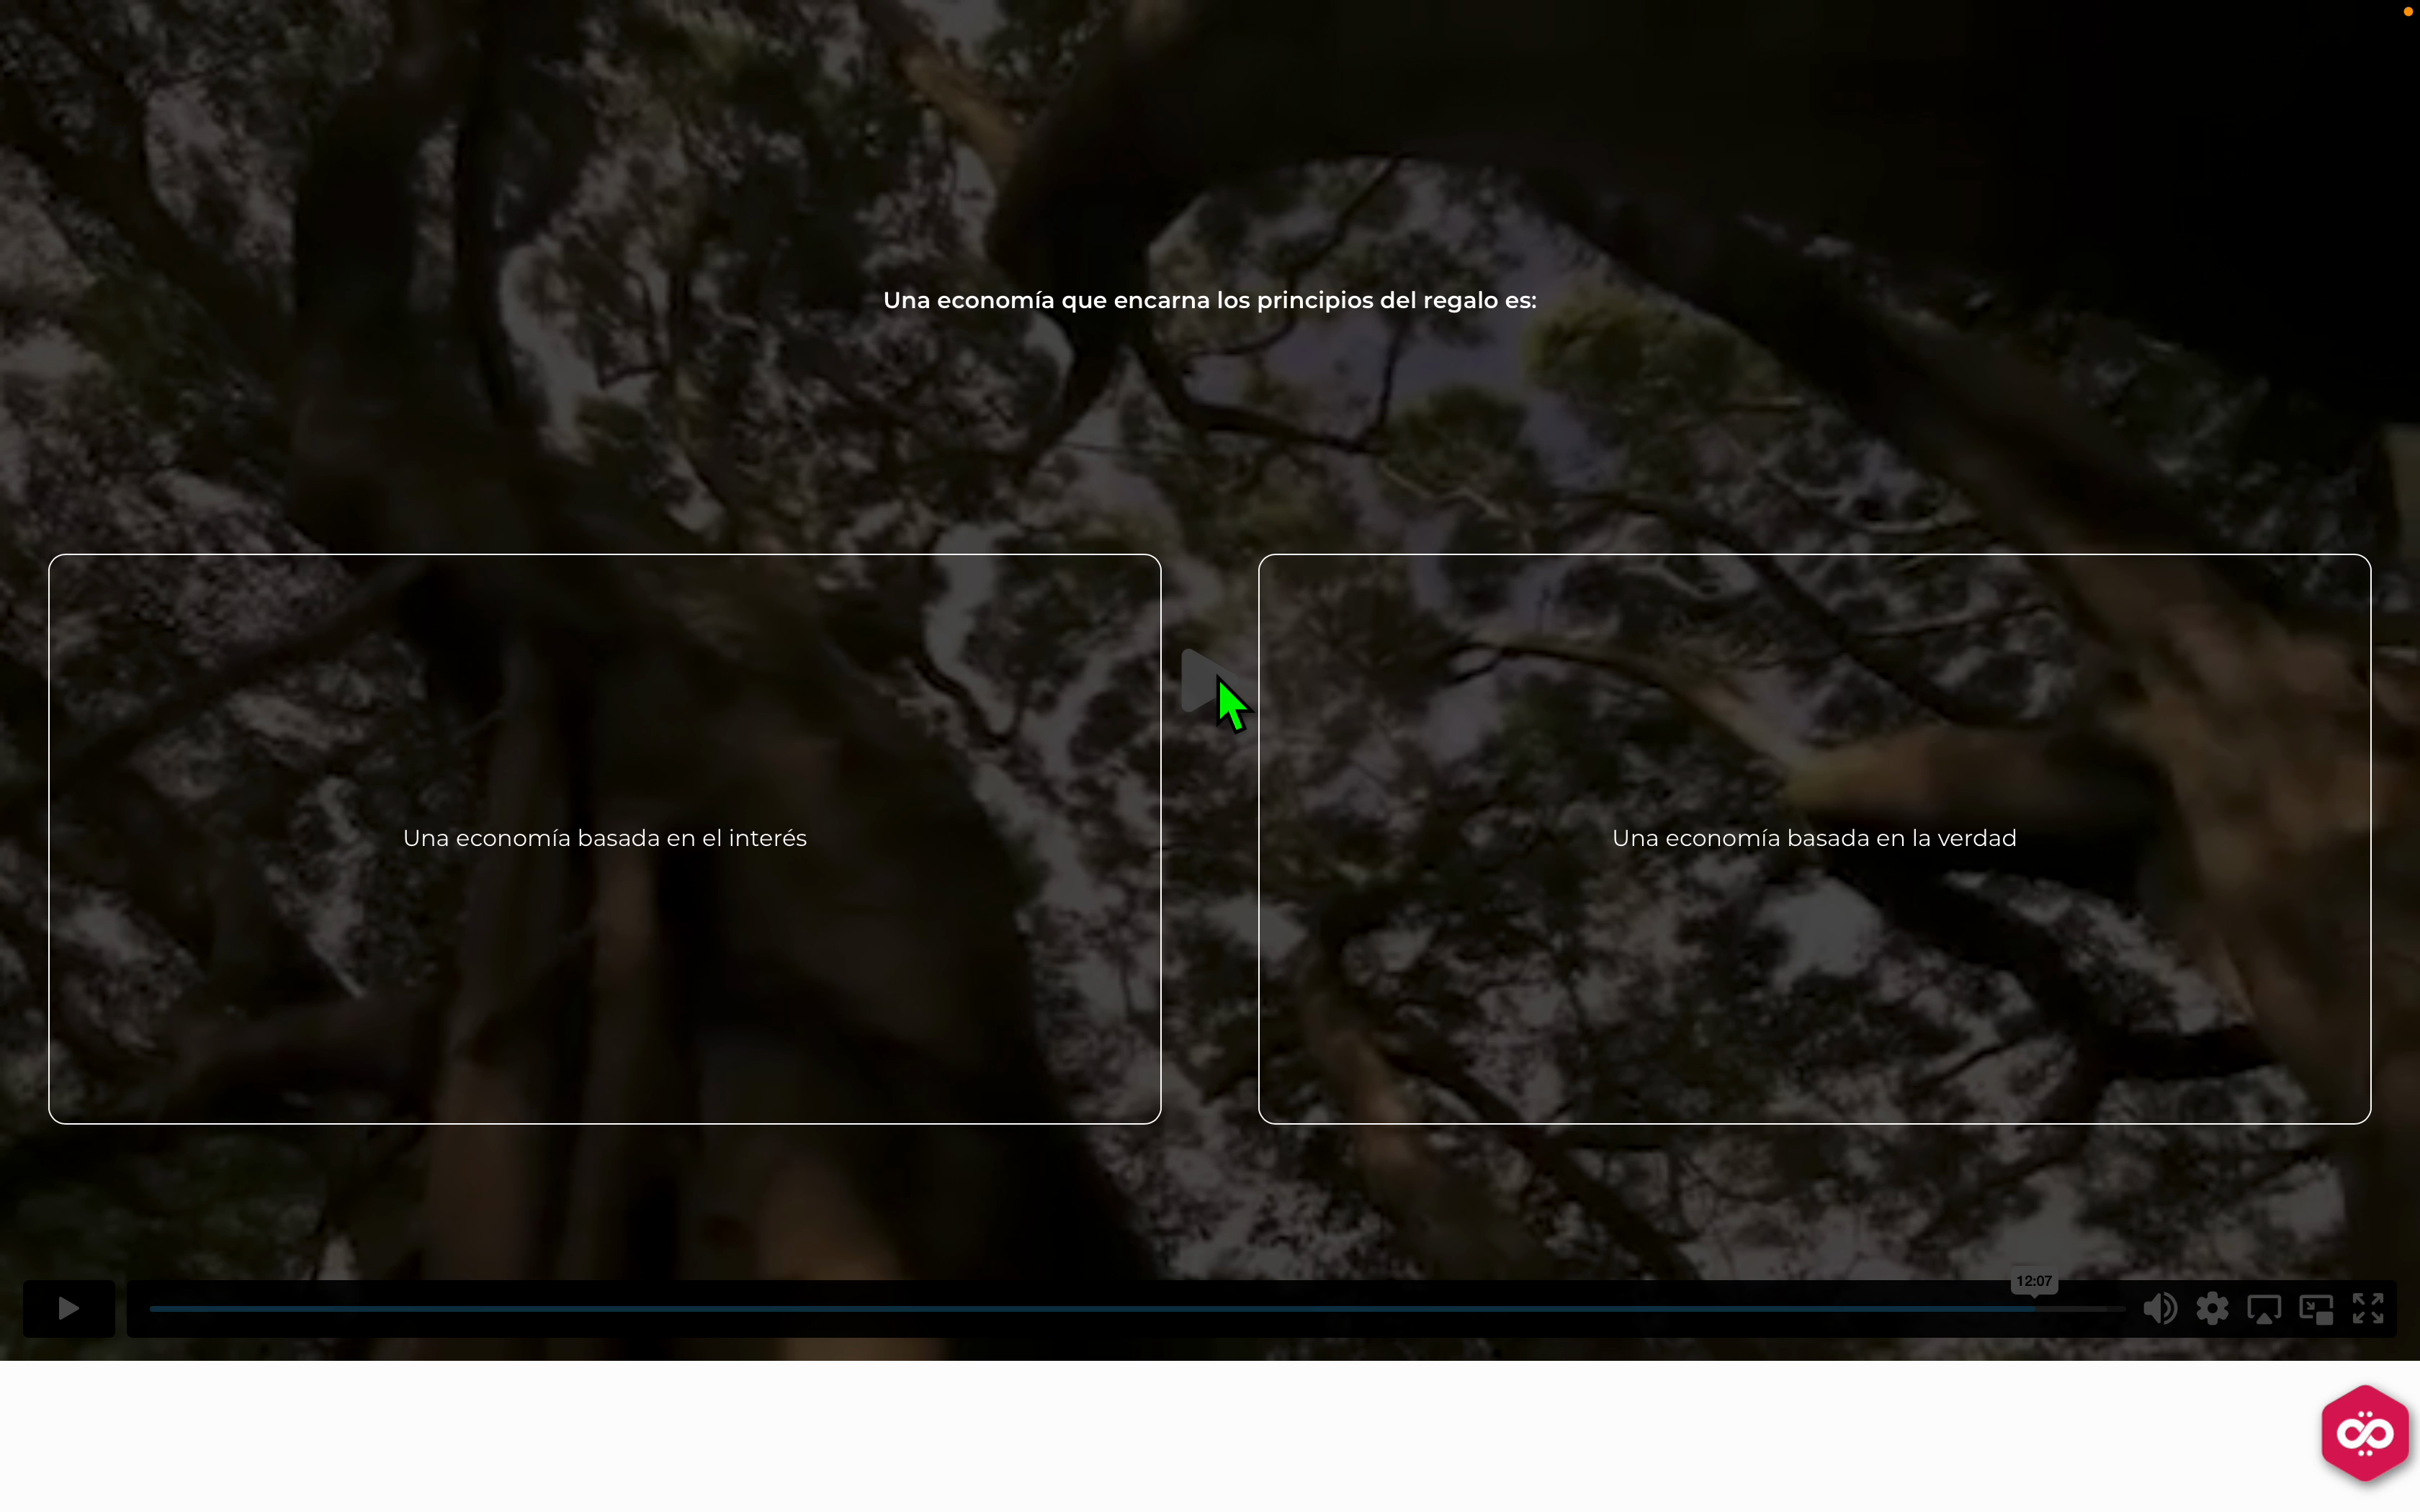 Una economía que encarna los principios del regalo es:
Una economía basada en el interés
Una economía basada en la verdad
12:07